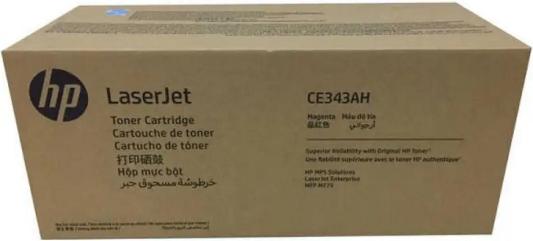 hp
LaserJet
Toner Cartridge
Cartouche de toner
Cartucho de tóner
打印硒鼓
Hộp mực bột
خرطوشة مسحوق حبر
CE343AH
Magenta Màu đỏ tía
品红色 أرجواني
Superior Reliability with Original HP Toner*
Une fiabilité supérieure avec le toner HP authentique*
HP MPS Solutions
LaserJet Enterprise
MFP M775